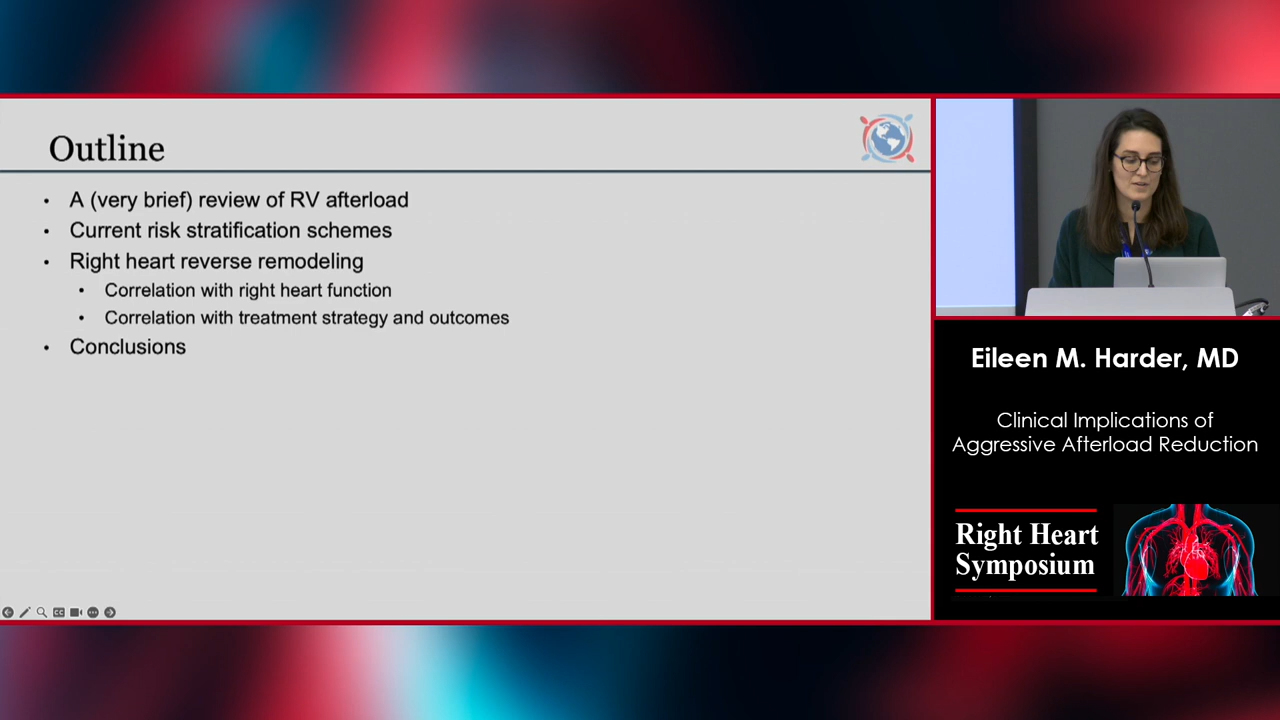 Outline
• A (very brief) review of RV afterload
• Current risk stratification schemes
• Right heart reverse remodeling
• Correlation with right heart function
• Correlation with treatment strategy and outcomes
• Conclusions
Eileen M. Harder, MD
Clinical Implications of
Aggressive Afterload Reduction
Right Heart
Symposium